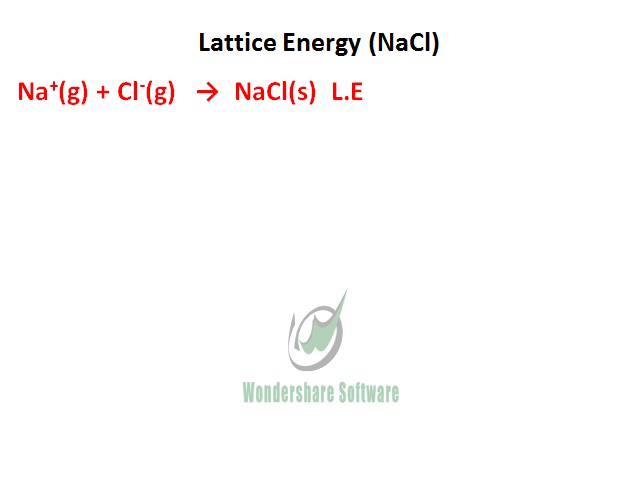 Lattice Energy (NaCl)
Na⁺(g) + Cl⁻(g) → NaCl(s) L.E
Wondershare Software